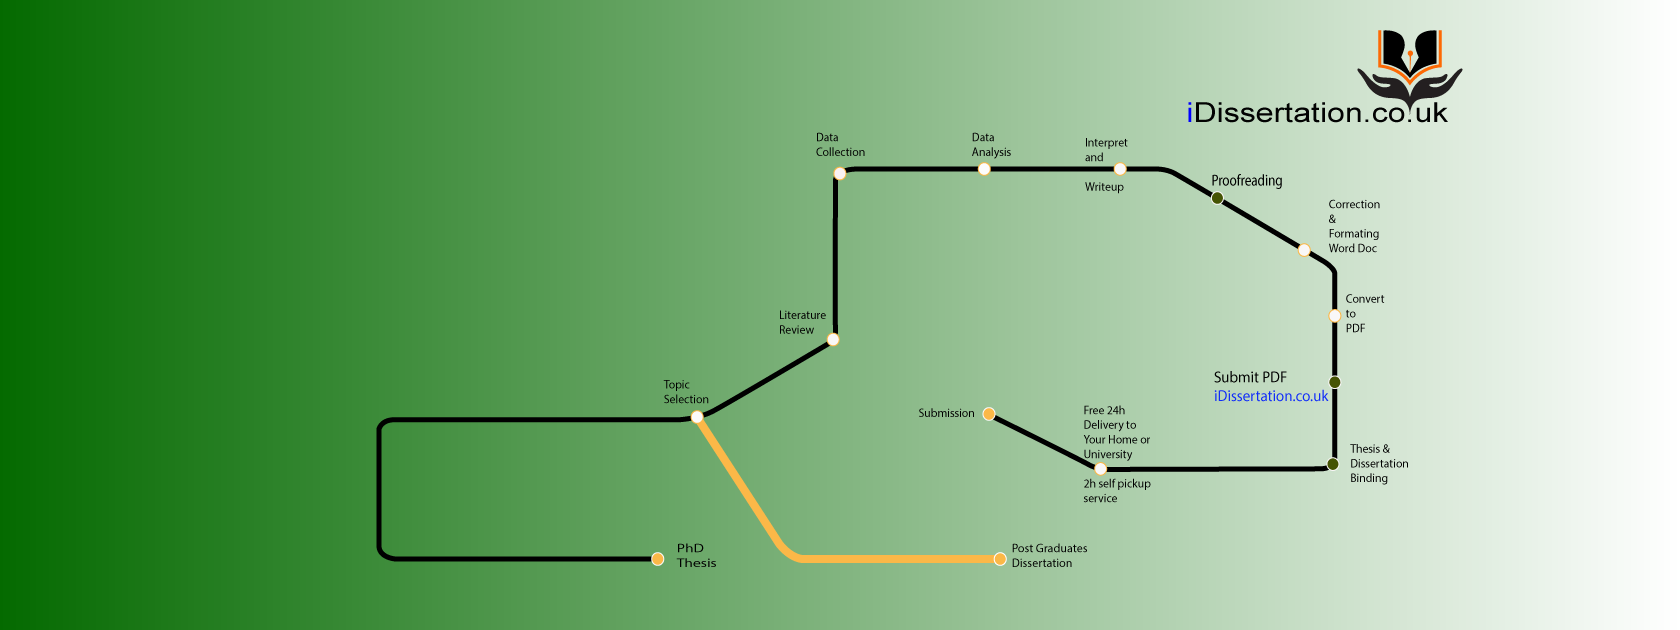 iDissertation.co.uk
Data
Collection
Data
Analysis
Interpret
and
Writeup
Proofreading
Correction
&
Formating
Word Doc
Convert
to
PDF
Literature
Review
Topic
Selection
Submit PDF
iDissertation.co.uk
Submission
Free 24h
Delivery to
Your Home or
University
2h self pickup
service
Thesis &
Dissertation
Binding
PhD
Thesis
Post Graduates
Dissertation